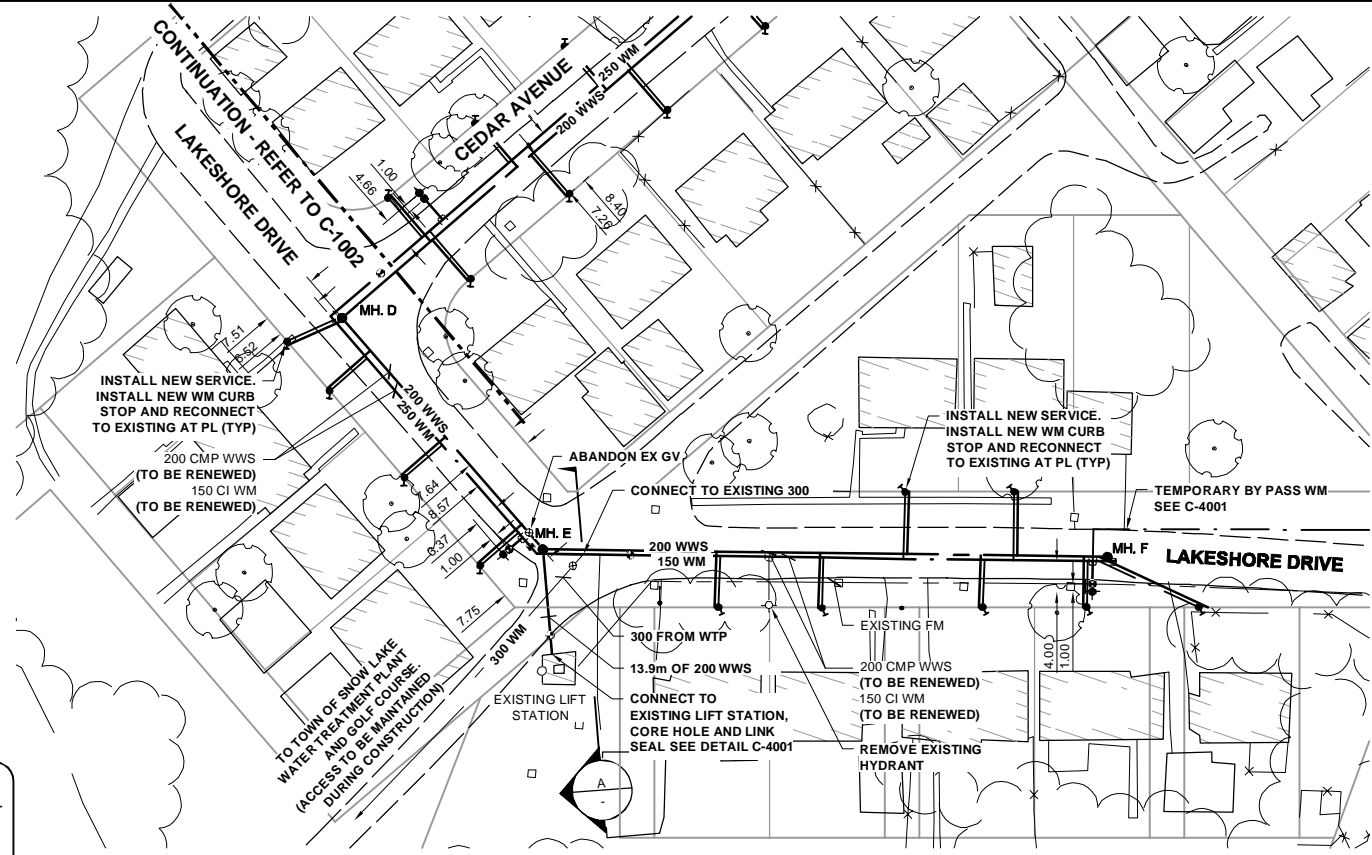 CONTINUATION - REFER TO C-1002
LAKESHORE DRIVE
CEDAR AVENUE
250 WM
200 WWS
1.00
4.66
8.40
7.26
MH. D
7.51
INSTALL NEW SERVICE.
INSTALL NEW WM CURB
STOP AND RECONNECT
TO EXISTING AT PL (TYP)
200 CMP WWS
(TO BE RENEWED)
150 CI WM
(TO BE RENEWED)
200 WWS
250 WM
ABANDON EX GV
CONNECT TO EXISTING 300
INSTALL NEW SERVICE.
INSTALL NEW WM CURB
STOP AND RECONNECT
TO EXISTING AT PL (TYP)
TEMPORARY BY PASS WM
SEE C-4001
7.64
8.57
6.37
1.00
7.75
MH. E
200 WWS
150 WM
MH. F
LAKESHORE DRIVE
300 WM
300 FROM WTP
13.9m OF 200 WWS
CONNECT TO
EXISTING LIFT STATION,
CORE HOLE AND LINK
SEAL SEE DETAIL C-4001
EXISTING LIFT
STATION
EXISTING FM
200 CMP WWS
(TO BE RENEWED)
150 CI WM
(TO BE RENEWED)
REMOVE EXISTING
HYDRANT
4.00
1.00
TO TOWN OF SNOW LAKE
WATER TREATMENT PLANT
AND GOLF COURSE.
(ACCESS TO BE MAINTAINED
DURING CONSTRUCTION)
A
-